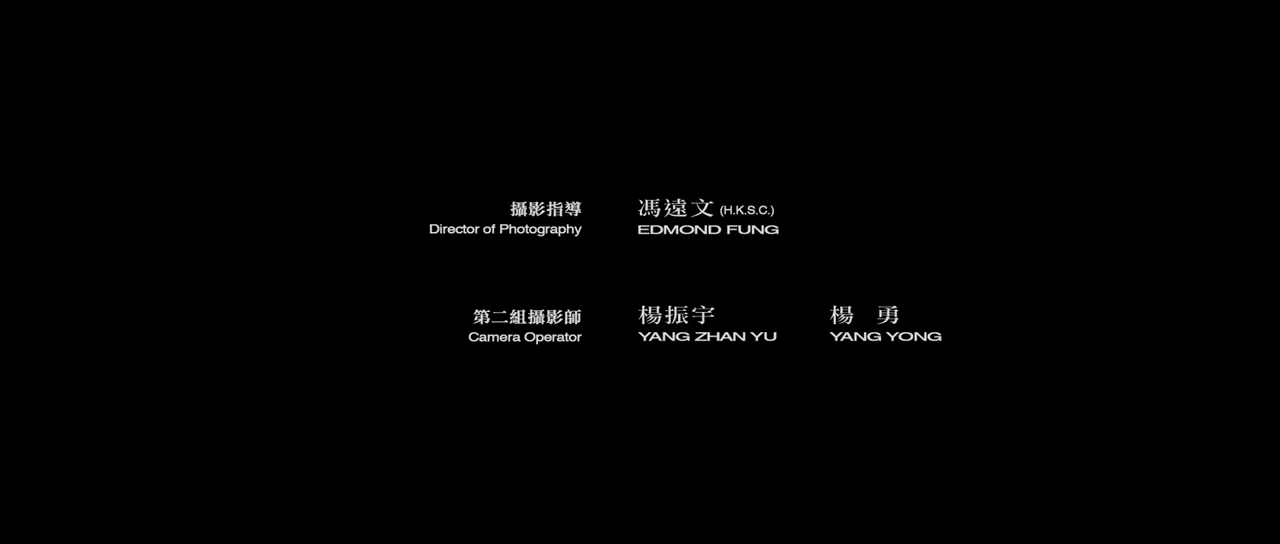 攝影指導 馮遠文 (H.K.S.C.)
Director of Photography EDMOND FUNG
第二組攝影師 楊振宇 楊 勇
Camera Operator YANG ZHAN YU YANG YONG